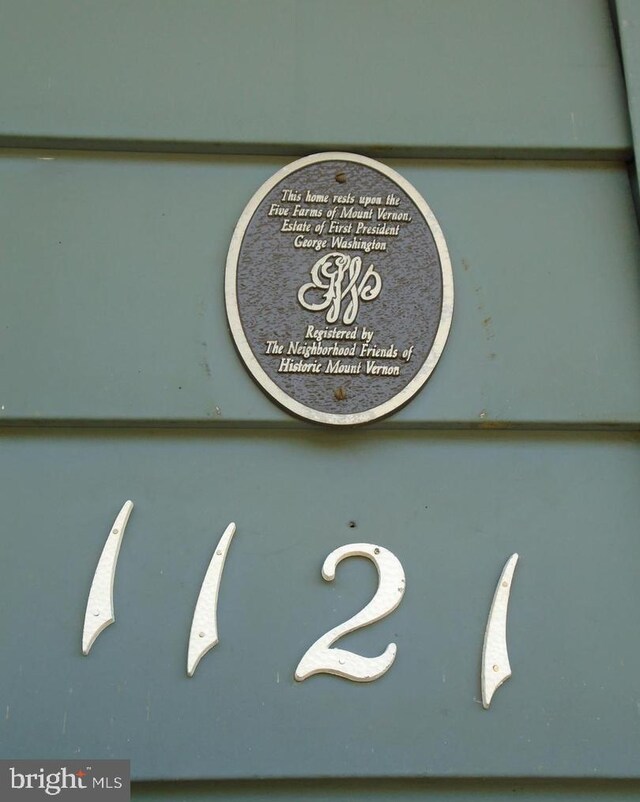 This home rests upon the
Five Farms of Mount Vernon,
Estate of First President
George Washington
GW
Registered by
The Neighborhood Friends of
Historic Mount Vernon
1121
bright™ MLS